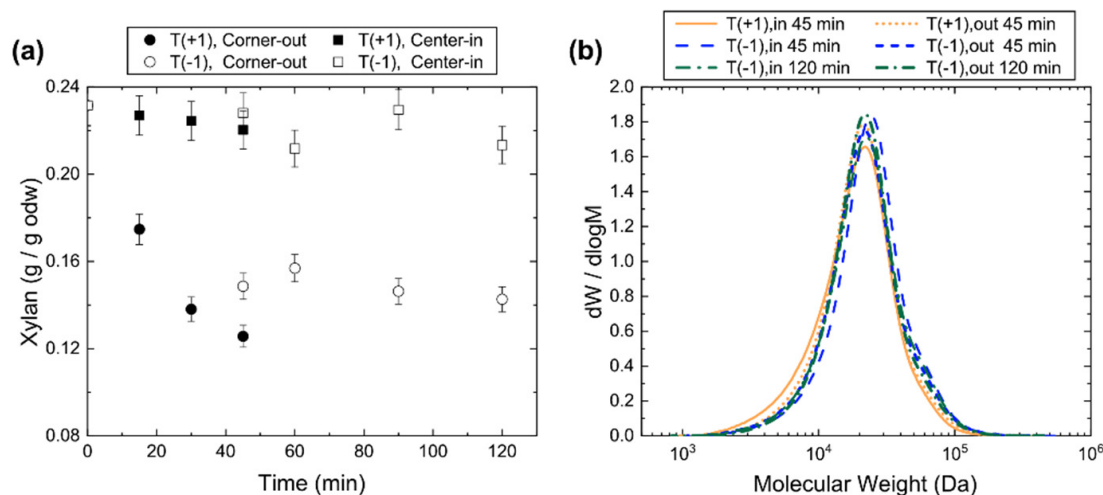 (a)
T(+1), Corner-out
T(-1), Corner-out
T(+1), Center-in
T(-1), Center-in
0.24
0.20
0.16
0.12
0.08
Xylan (g / g odw)
0 20 40 60 80 100 120
Time (min)
(b)
T(+1),in 45 min
T(-1),in 45 min
T(-1),in 120 min
T(+1),out 45 min
T(-1),out 45 min
T(-1),out 120 min
2.0
1.8
1.6
1.4
1.2
1.0
0.8
0.6
0.4
0.2
0.0
dW / dlogM
10³ 10⁴ 10⁵ 10⁶
Molecular Weight (Da)